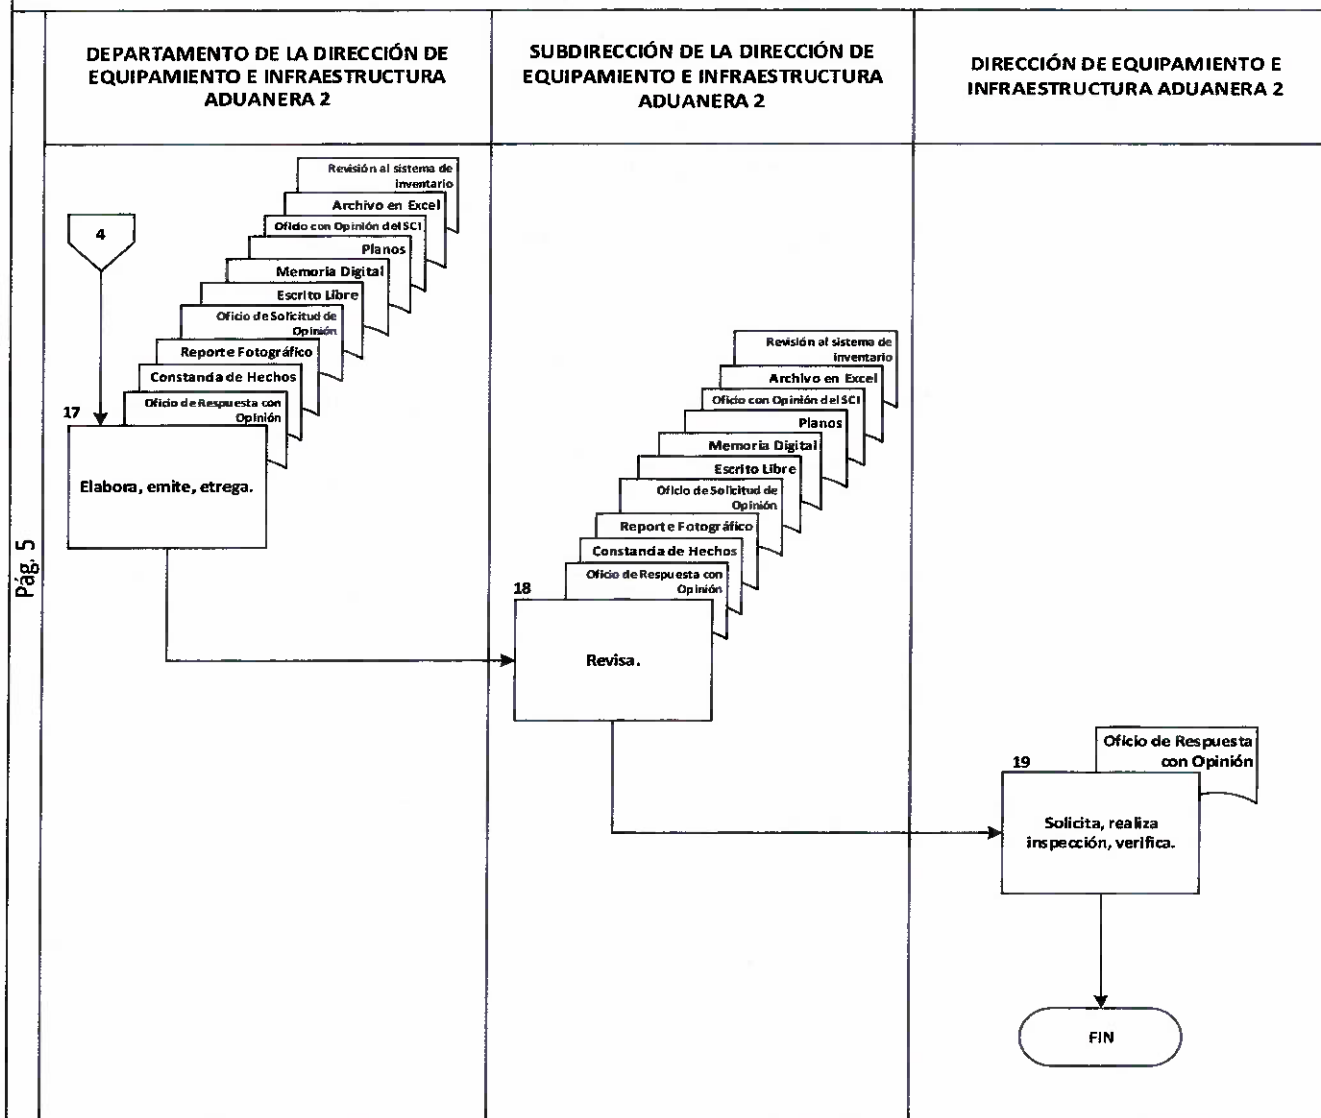 DEPARTAMENTO DE LA DIRECCIÓN DE
EQUIPAMIENTO E INFRAESTRUCTURA
ADUANERA 2
SUBDIRECCIÓN DE LA DIRECCIÓN DE
EQUIPAMIENTO E INFRAESTRUCTURA
ADUANERA 2
DIRECCIÓN DE EQUIPAMIENTO E
INFRAESTRUCTURA ADUANERA 2
Pág. 5
4
Revisión al sistema de
inventario
Archivo en Excel
Oficio con Opinión del SCI
Planos
Memoria Digital
Escrito Libre
Oficio de Solicitud de
Opinión
Reporte Fotográfico
Constancia de Hechos
Oficio de Respuesta con
Opinión
17
Elabora, emite, etrega.
Revisión al sistema de
inventario
Archivo en Excel
Oficio con Opinión del SCI
Planos
Memoria Digital
Escrito Libre
Oficio de Solicitud de
Opinión
Reporte Fotográfico
Constancia de Hechos
Oficio de Respuesta con
Opinión
18
Revisa.
Oficio de Respuesta
con Opinión
19
Solicita, realiza
inspección, verifica.
FIN